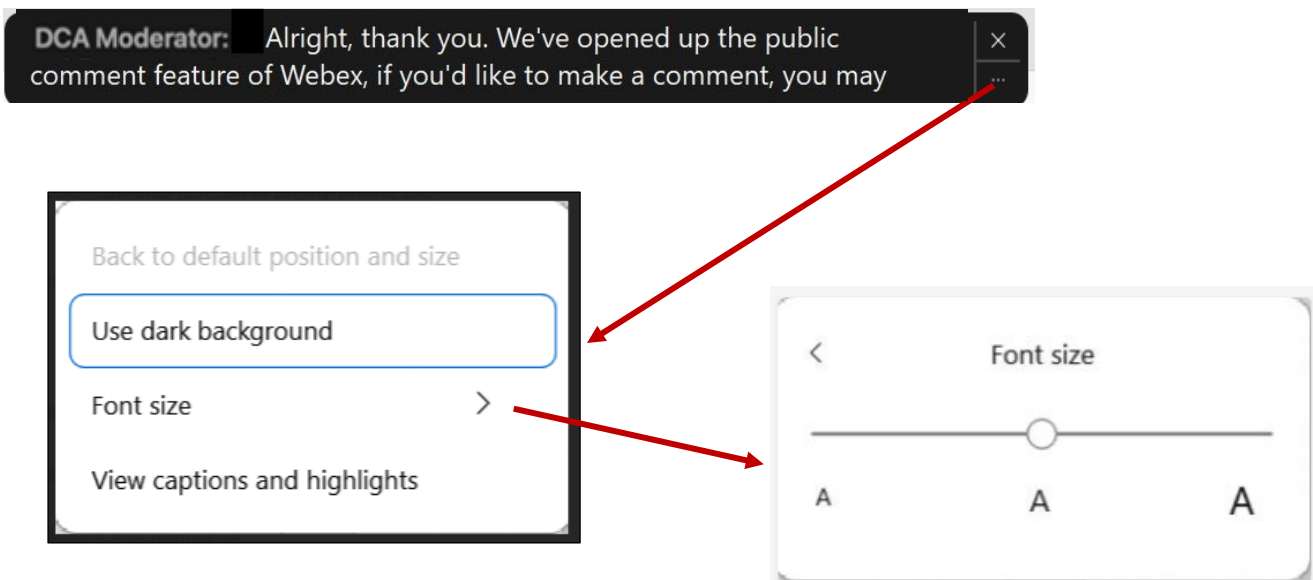 DCA Moderator: Alright, thank you. We've opened up the public
comment feature of Webex, if you'd like to make a comment, you may
Back to default position and size
Use dark background
Font size
View captions and highlights
Font size
A A A